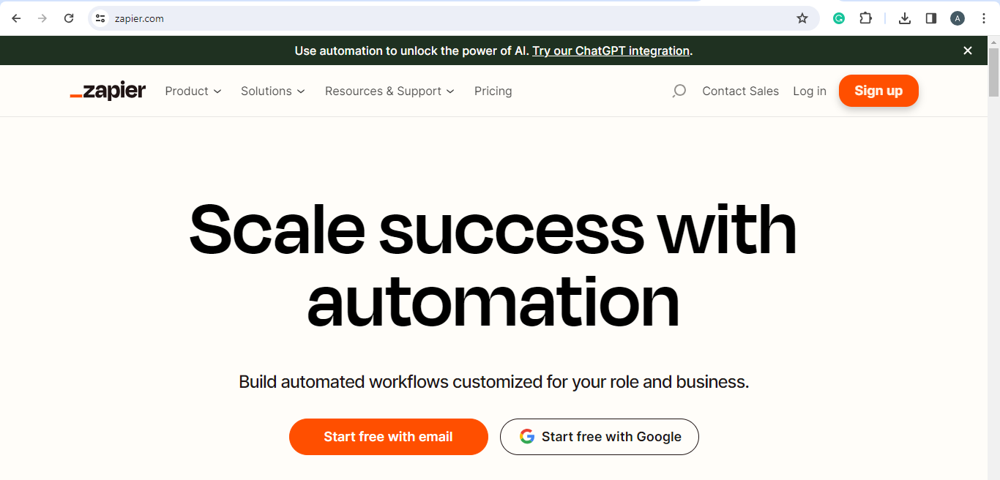 zapier.com
A
Use automation to unlock the power of AI. Try our ChatGPT integration.
zapier Product Solutions Resources & Support Pricing Contact Sales Log in Sign up
Scale success with
automation
Build automated workflows customized for your role and business.
Start free with email Start free with Google